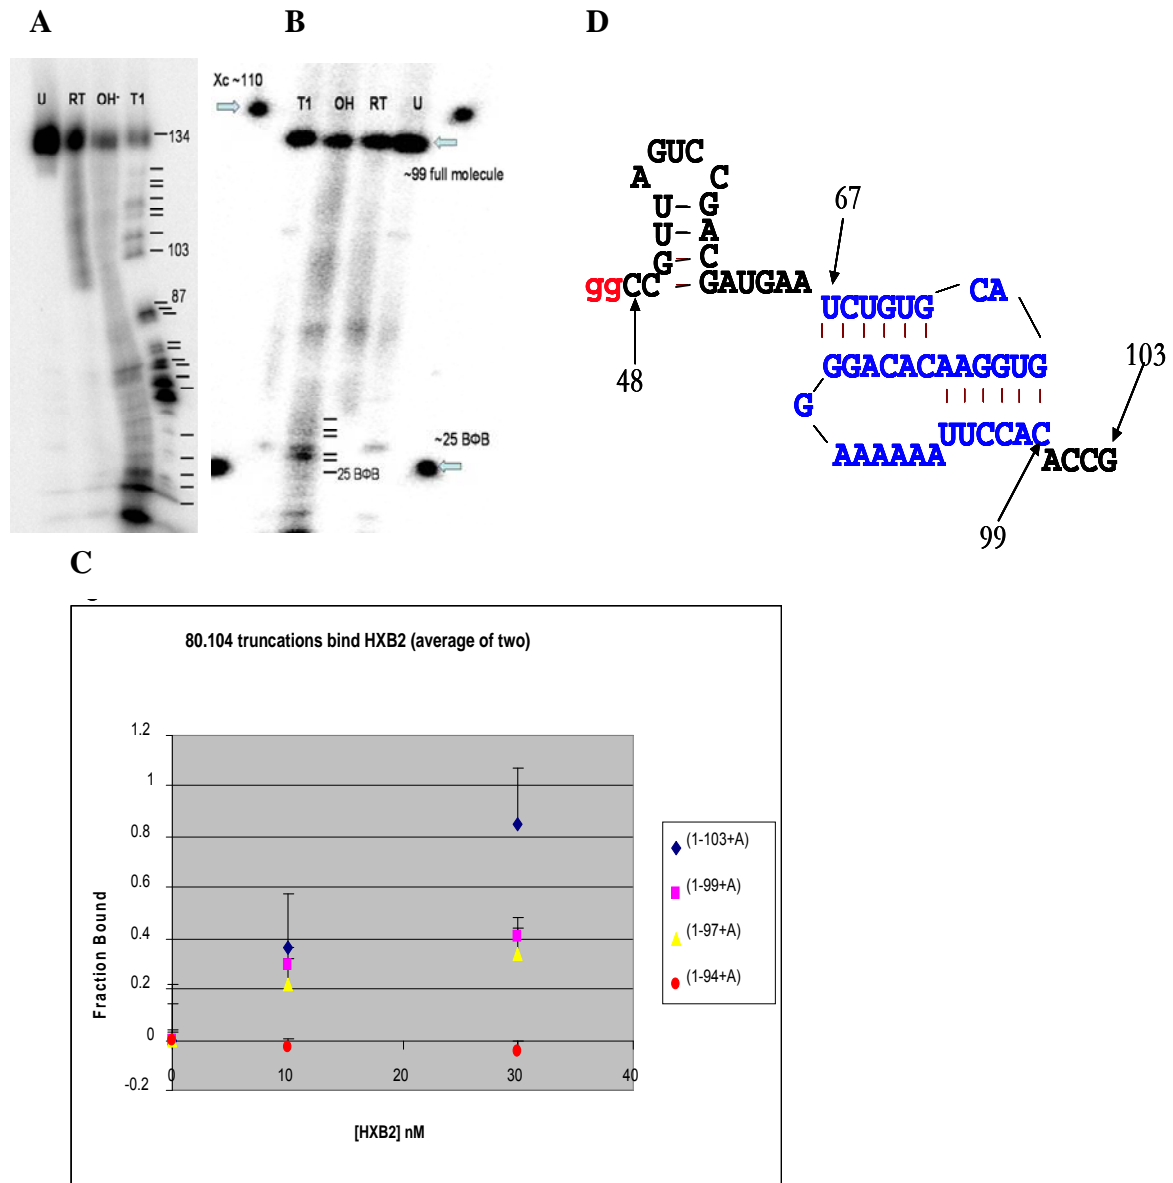 A
B
D
U RT OH- T1
134
103
87
Xc ~110
T1 OH RT U
~99 full molecule
~25 ВФВ
25 ВФВ
GUC
A C
U – G
U – A
G – C
ggCC – GAUGAA
48
67
UCUGUG CA
GGACACAAGGUG
G
UUCCAC
AAAAAA
ACCG
103
99
C
80.104 truncations bind HXB2 (average of two)
Fraction Bound
1.2
1
0.8
0.6
0.4
0.2
0
-0.2
0 10 20 30 40
[HXB2] nM
(1-103+A)
(1-99+A)
(1-97+A)
(1-94+A)